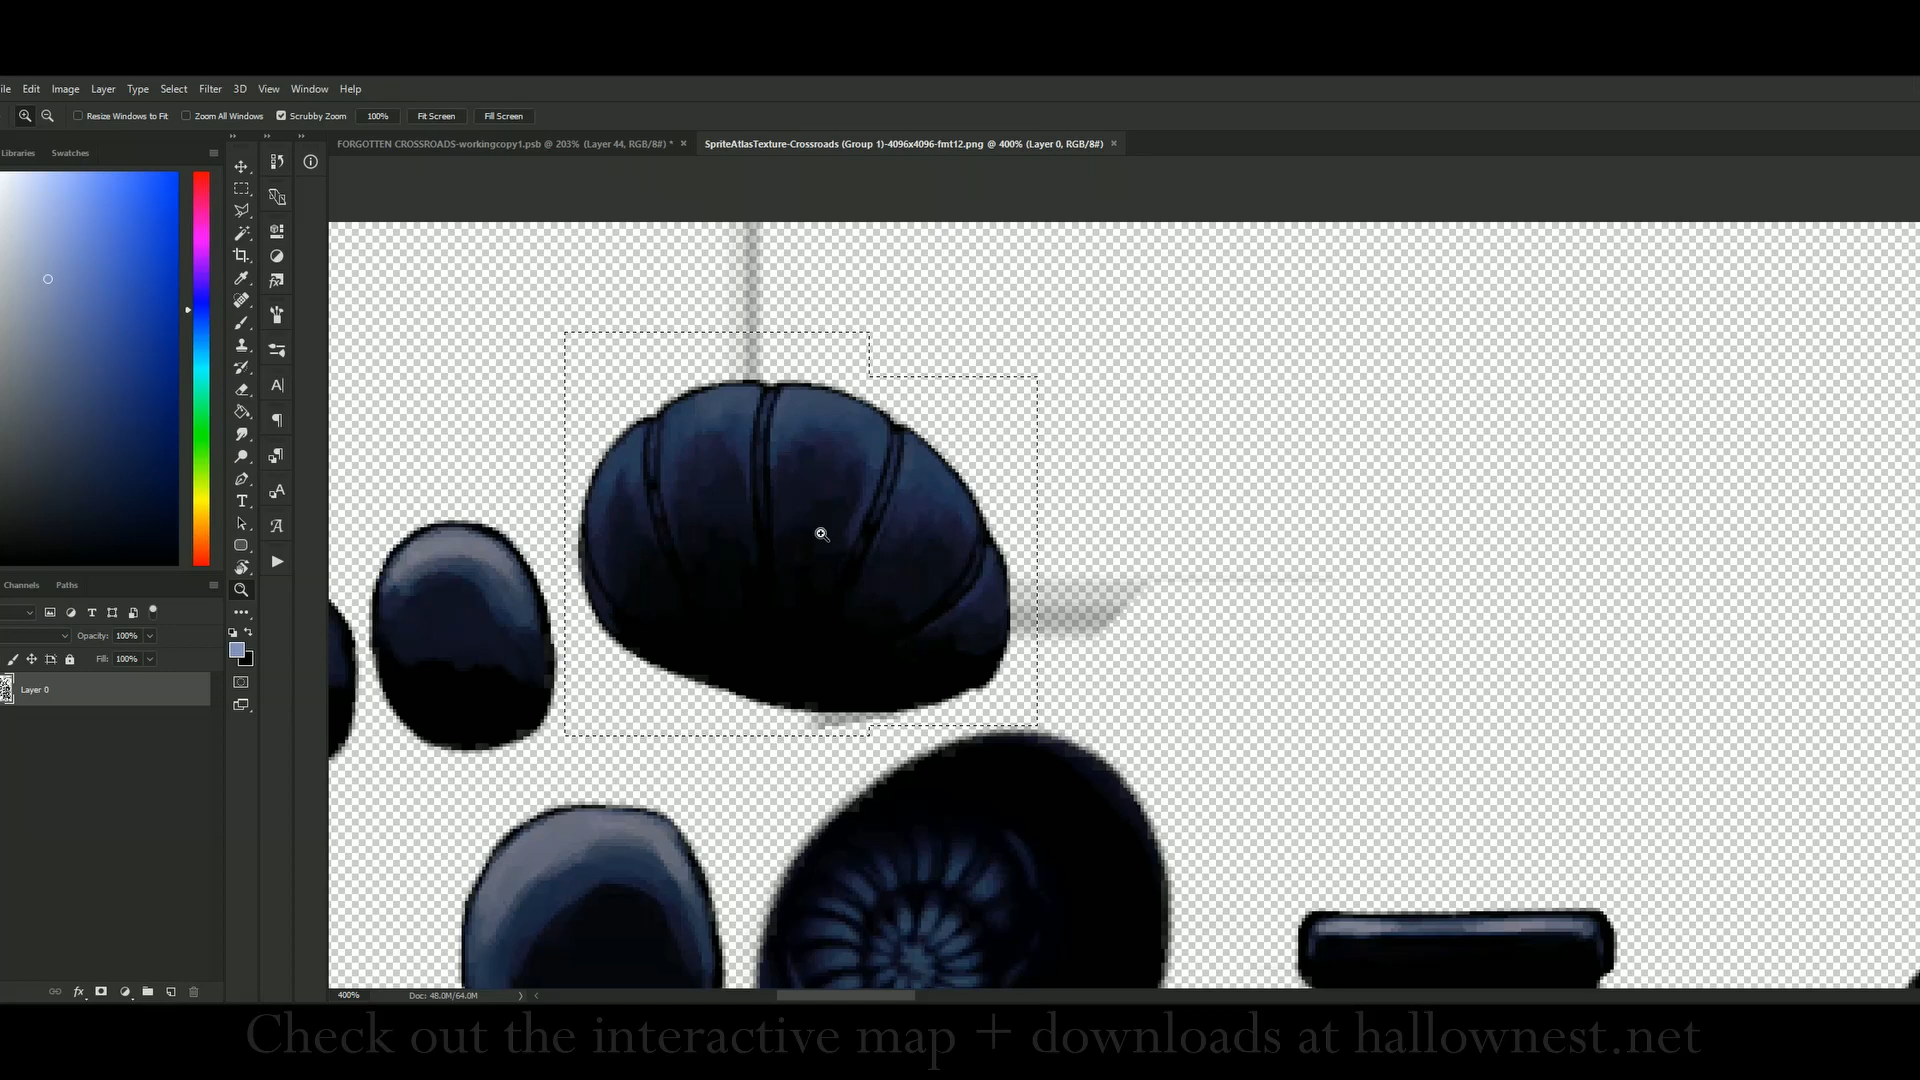 ile Edit Image Layer Type Select Filter 3D View Window Help
Resize Windows to Fit Zoom All Windows Scrubby Zoom 100% Fit Screen Fill Screen
Libraries Swatches
FORGOTTEN CROSSROADS-workingcopy1.psb @ 203% (Layer 44, RGB/8#) * ×
SpriteAtlasTexture-Crossroads (Group 1)-4096x4096-fmt12.png @ 400% (Layer 0, RGB/8#) ×
Channels Paths
Opacity: 100%
Fill: 100%
Layer 0
400% Doc: 48.0M/64.0M
Check out the interactive map + downloads at hallownest.net